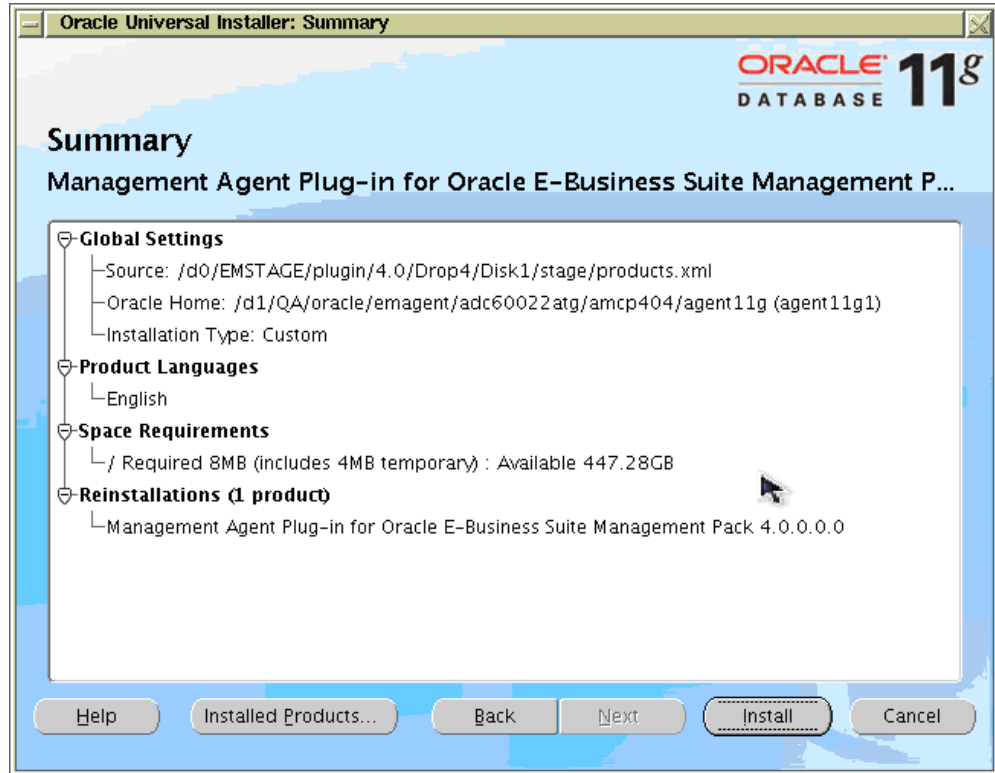 Oracle Universal Installer: Summary
ORACLE 11g
DATABASE
Summary
Management Agent Plug-in for Oracle E-Business Suite Management P...
Global Settings
Source: /d0/EMSTAGE/plugin/4.0/Drop4/Disk1/stage/products.xml
Oracle Home: /d1/QA/oracle/emagent/adc60022atg/amcp404/agent11g (agent11g1)
Installation Type: Custom
Product Languages
English
Space Requirements
/ Required 8MB (includes 4MB temporary) : Available 447.28GB
Reinstallations (1 product)
Management Agent Plug-in for Oracle E-Business Suite Management Pack 4.0.0.0.0
Help Installed Products... Back Next Install Cancel